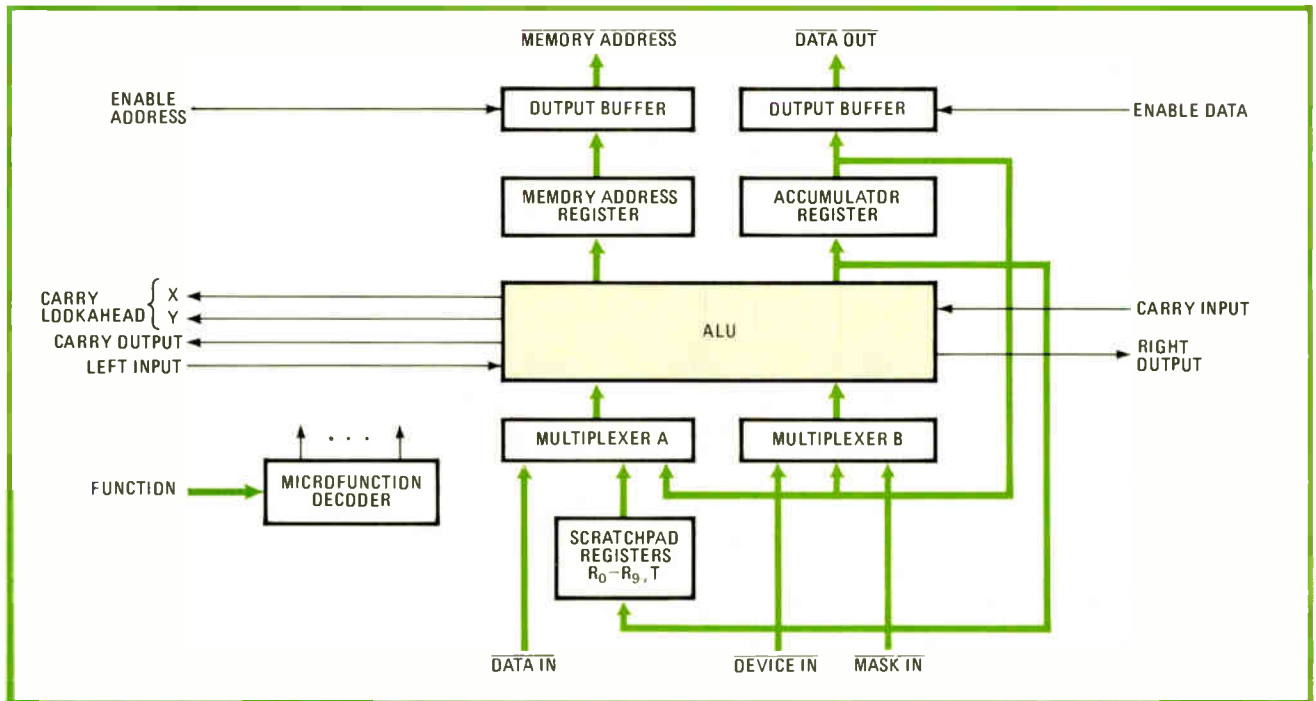 MEMORY ADDRESS
DATA OUT
ENABLE
ADDRESS
OUTPUT BUFFER
OUTPUT BUFFER
ENABLE DATA
MEMORY ADDRESS
REGISTER
ACCUMULATOR
REGISTER
CARRY
LOOKAHEAD
X
Y
CARRY OUTPUT
LEFT INPUT
ALU
CARRY INPUT
RIGHT
OUTPUT
MULTIPLEXER A
MULTIPLEXER B
FUNCTION
. . .
MICROFUNCTION
DECODER
SCRATCHPAD
REGISTERS
R₀–R₉, T
DATA IN
DEVICE IN
MASK IN